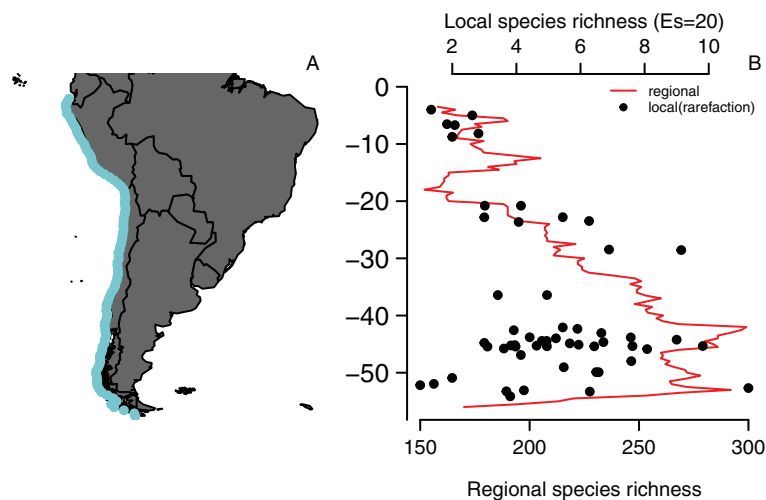 A
Local species richness (Es=20)
2 4 6 8 10
B
regional
local(rarefaction)
0
−10
−20
−30
−40
−50
150 200 250 300
Regional species richness